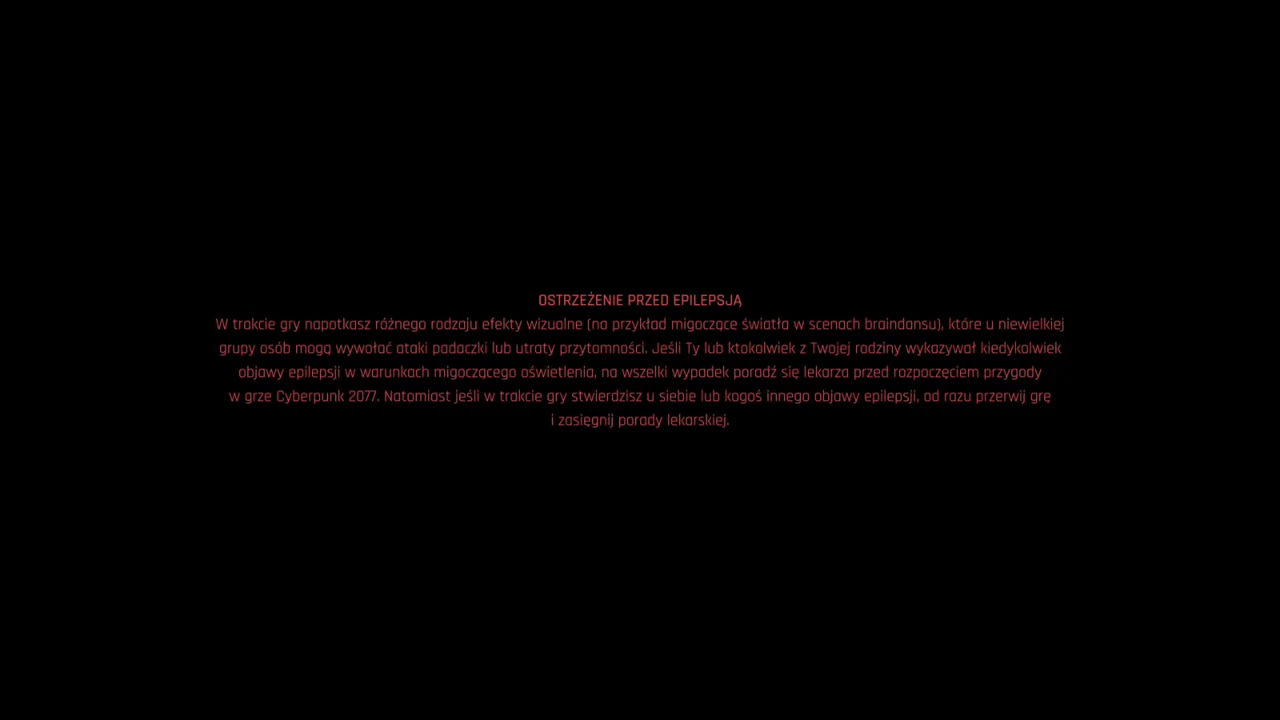 OSTRZEŻENIE PRZED EPILEPSJĄ
W trakcie gry napotkasz różnego rodzaju efekty wizualne (na przykład migoczące światła w scenach braindansu), które u niewielkiej
grupy osób mogą wywołać ataki padaczki lub utraty przytomności. Jeśli Ty lub ktokolwiek z Twojej rodziny wykazywał kiedykolwiek
objawy epilepsji w warunkach migoczącego oświetlenia, na wszelki wypadek poradź się lekarza przed rozpoczęciem przygody
w grze Cyberpunk 2077. Natomiast jeśli w trakcie gry stwierdzisz u siebie lub kogoś innego objawy epilepsji, od razu przerwij grę
i zasięgnij porady lekarskiej.